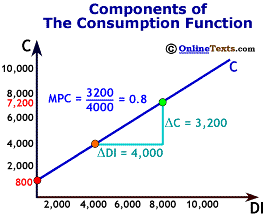 Components of
The Consumption Function
© OnlineTexts.com
C
10,000
8,000
7,200
6,000
4,000
2,000
800
MPC = 3200/4000 = 0.8
C
ΔC = 3,200
ΔDI = 4,000
2,000 4,000 6,000 8,000 10,000
DI